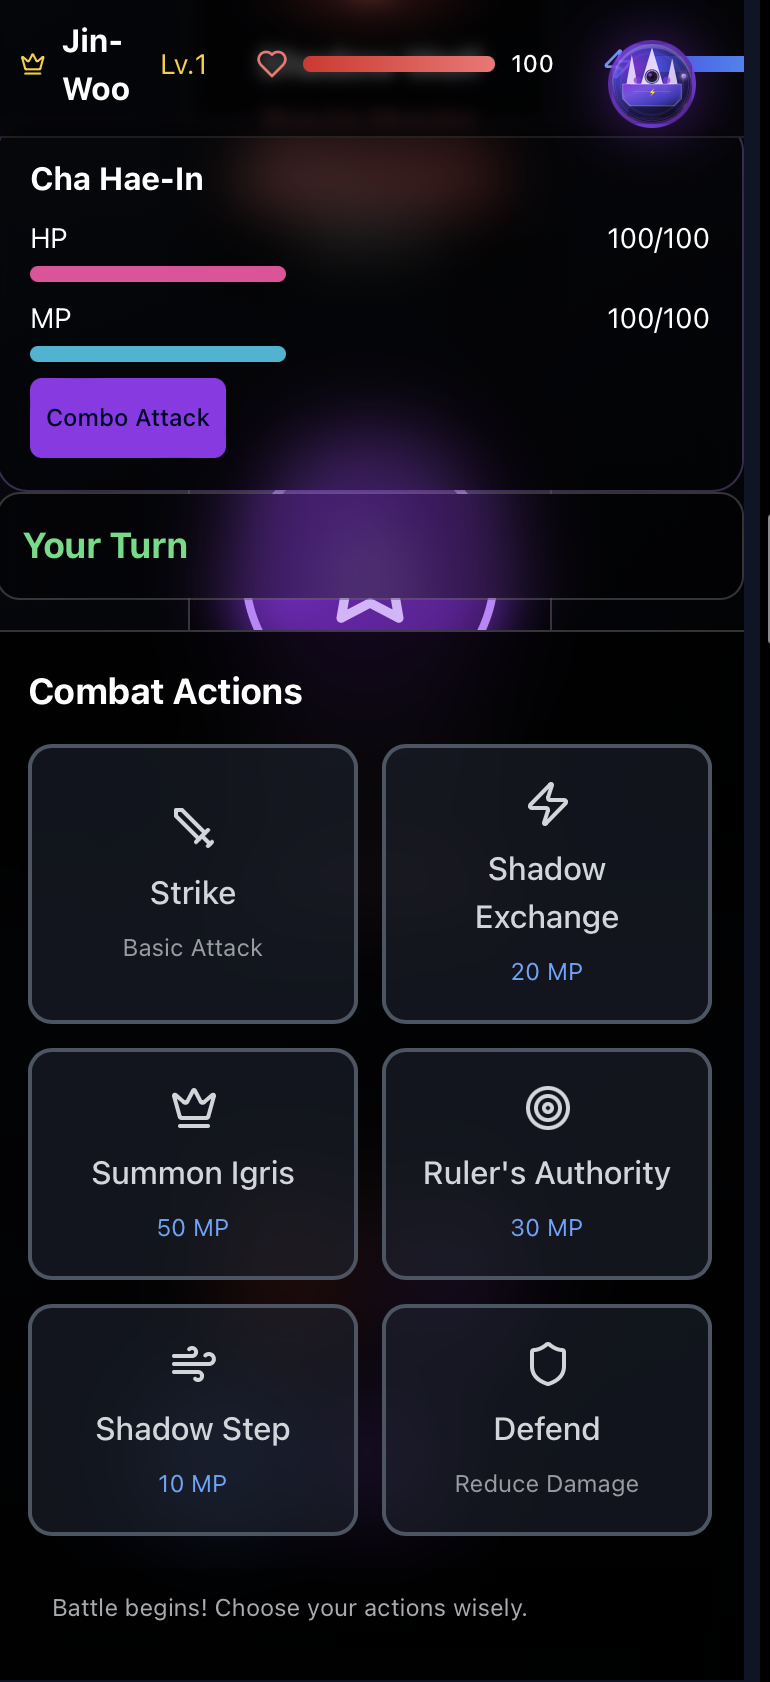 Jin-
Woo
Lv.1
100
Cha Hae-In
HP 100/100
MP 100/100
Combo Attack
Your Turn
Combat Actions
Strike
Basic Attack
Shadow
Exchange
20 MP
Summon Igris
50 MP
Ruler's Authority
30 MP
Shadow Step
10 MP
Defend
Reduce Damage
Battle begins! Choose your actions wisely.